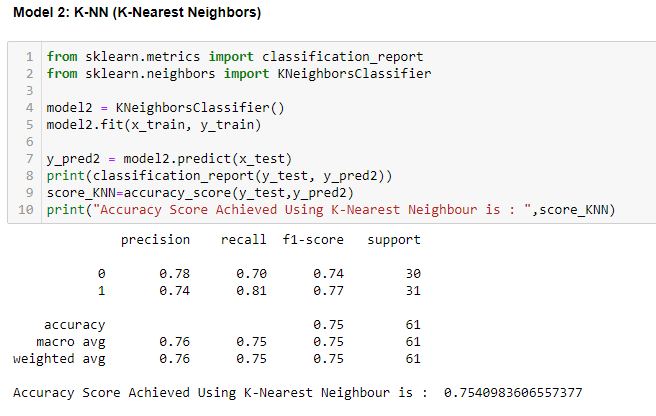 Model 2: K-NN (K-Nearest Neighbors)
1 from sklearn.metrics import classification_report
2 from sklearn.neighbors import KNeighborsClassifier
3
4 model2 = KNeighborsClassifier()
5 model2.fit(x_train, y_train)
6
7 y_pred2 = model2.predict(x_test)
8 print(classification_report(y_test, y_pred2))
9 score_KNN=accuracy_score(y_test,y_pred2)
10 print("Accuracy Score Achieved Using K-Nearest Neighbour is : ",score_KNN)
precision recall f1-score support
0 0.78 0.70 0.74 30
1 0.74 0.81 0.77 31
accuracy 0.75 61
macro avg 0.76 0.75 0.75 61
weighted avg 0.76 0.75 0.75 61
Accuracy Score Achieved Using K-Nearest Neighbour is :  0.7540983606557377